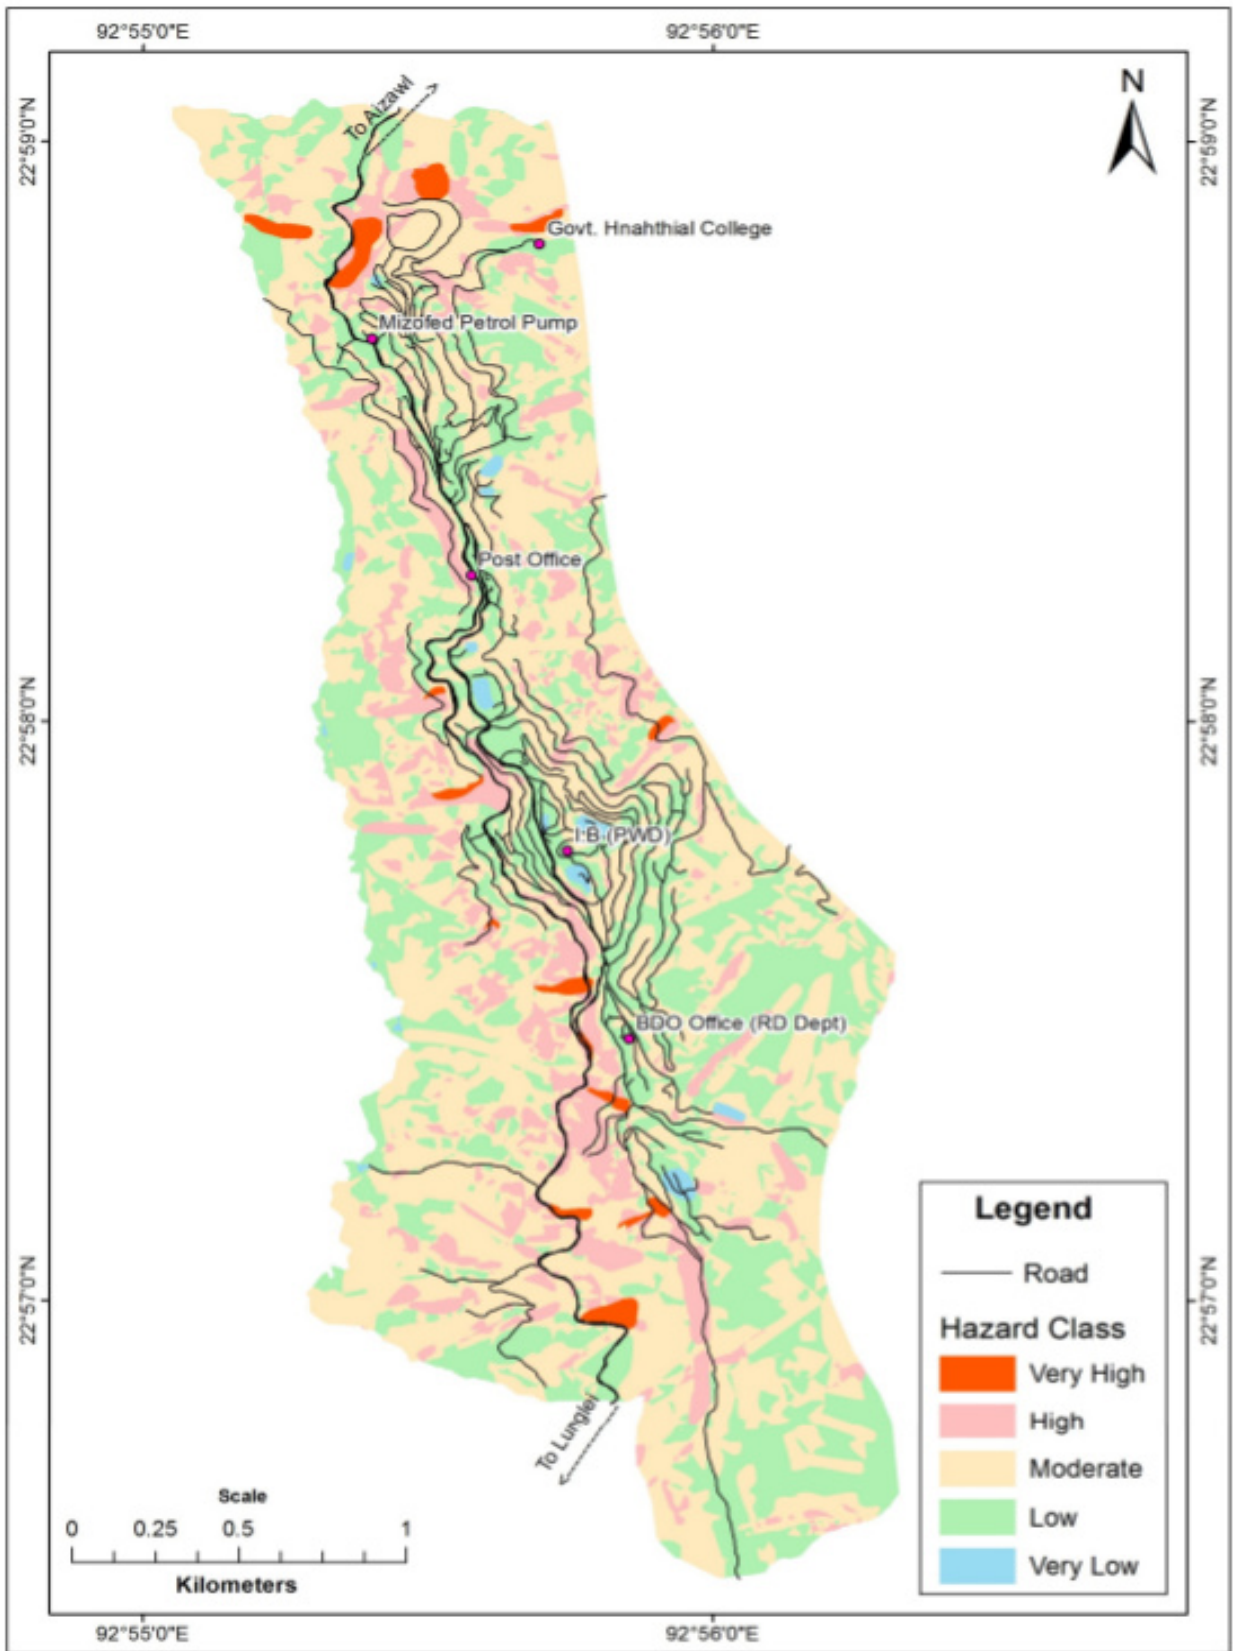 92°55'0"E
92°56'0"E
22°59'0"N
22°59'0"N
N
To Aizawl
Govt. Hnahthial College
Mizofed Petrol Pump
Post Office
22°58'0"N
22°58'0"N
I.B (PWD)
BDO Office (RD Dept)
22°57'0"N
22°57'0"N
To Lunglei
Legend
Road
Hazard Class
Very High
High
Moderate
Low
Very Low
Scale
0 0.25 0.5 1
Kilometers
92°55'0"E
92°56'0"E